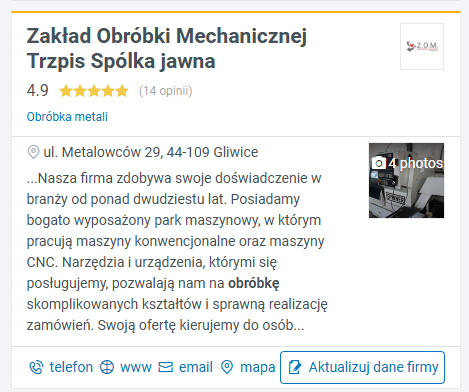 Zakład Obróbki Mechanicznej
Trzpis Spólka jawna
Z.O.M.
4.9 (14 opinii)
Obróbka metali
ul. Metalowców 29, 44-109 Gliwice
4 photos
...Nasza firma zdobywa swoje doświadczenie w
branży od ponad dwudziestu lat. Posiadamy
bogato wyposażony park maszynowy, w którym
pracują maszyny konwencjonalne oraz maszyny
CNC. Narzędzia i urządzenia, którymi się
posługujemy, pozwalają nam na obróbkę
skomplikowanych kształtów i sprawną realizację
zamówień. Swoją ofertę kierujemy do osób...
telefon www email mapa Aktualizuj dane firmy